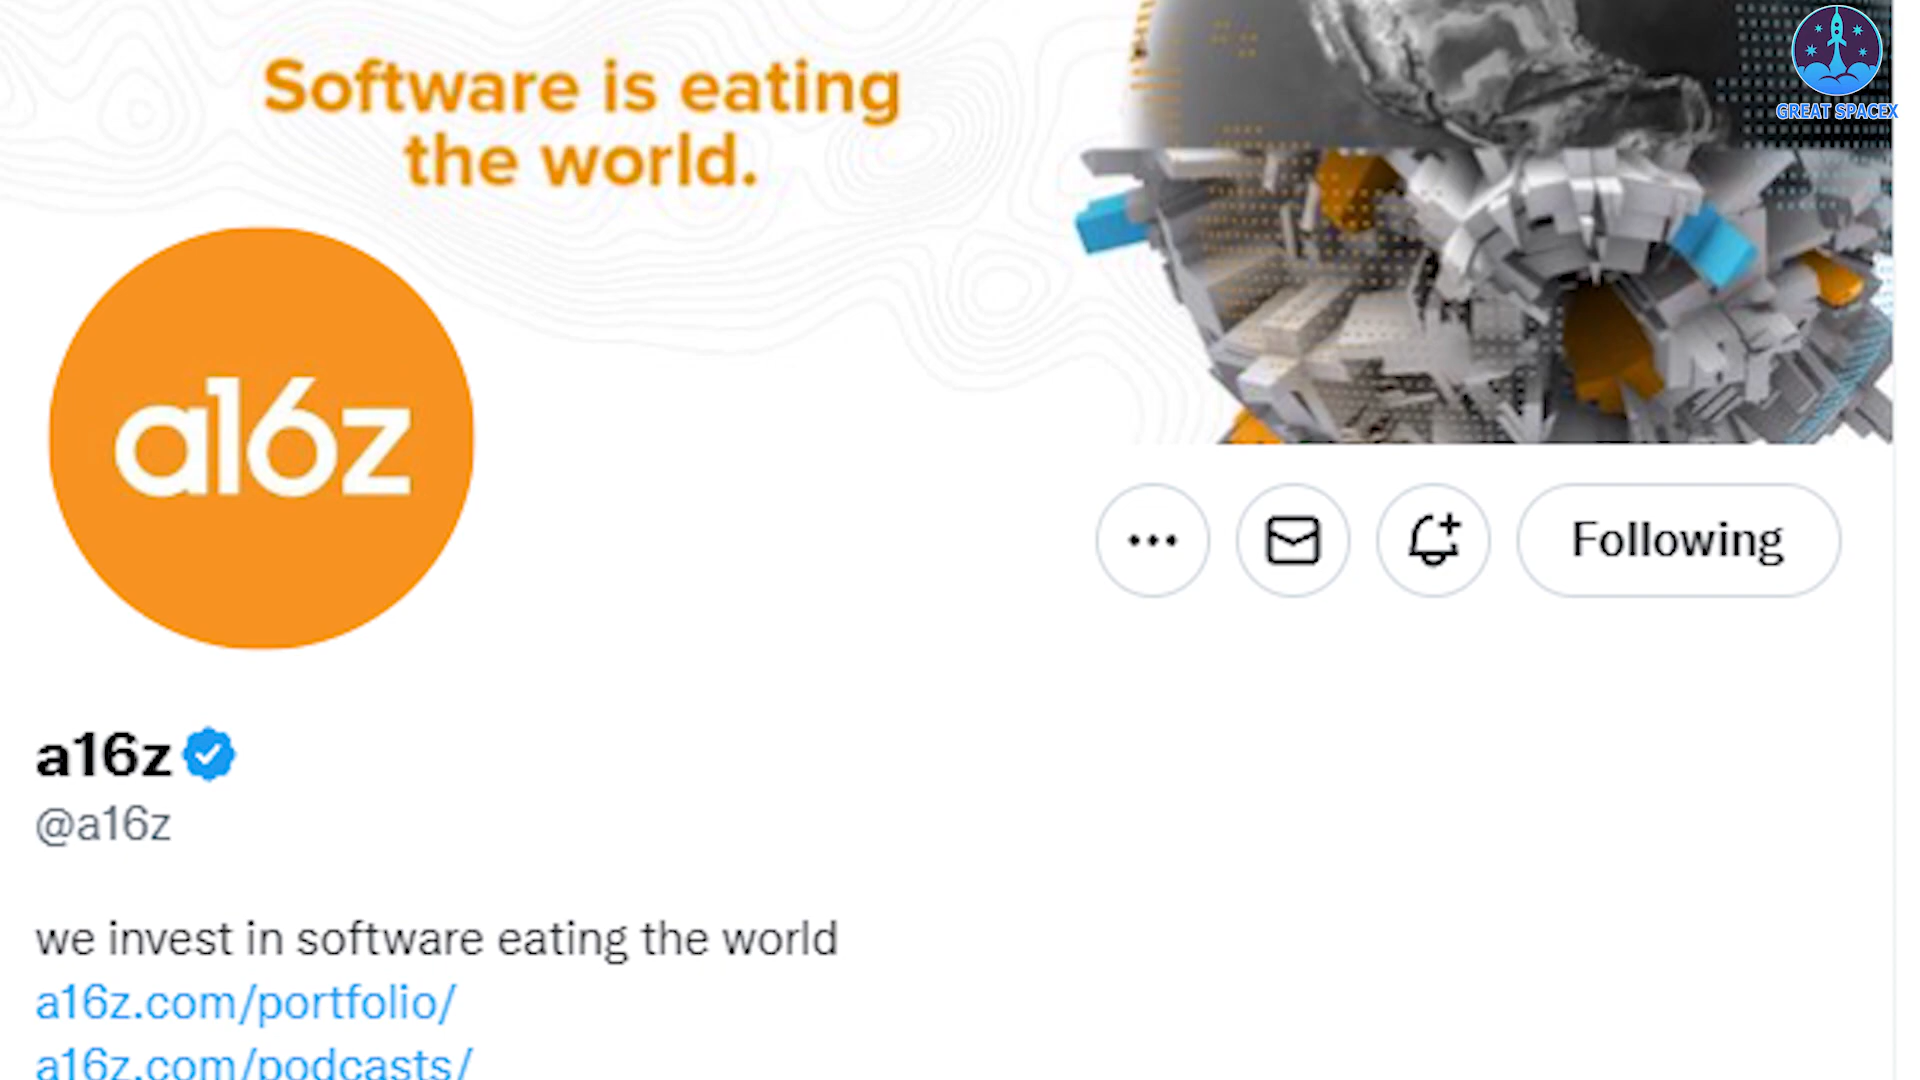 Software is eating
the world.
GREAT SPACEX
a16z
Following
a16z
@a16z
we invest in software eating the world
a16z.com/portfolio/
a16z.com/podcasts/